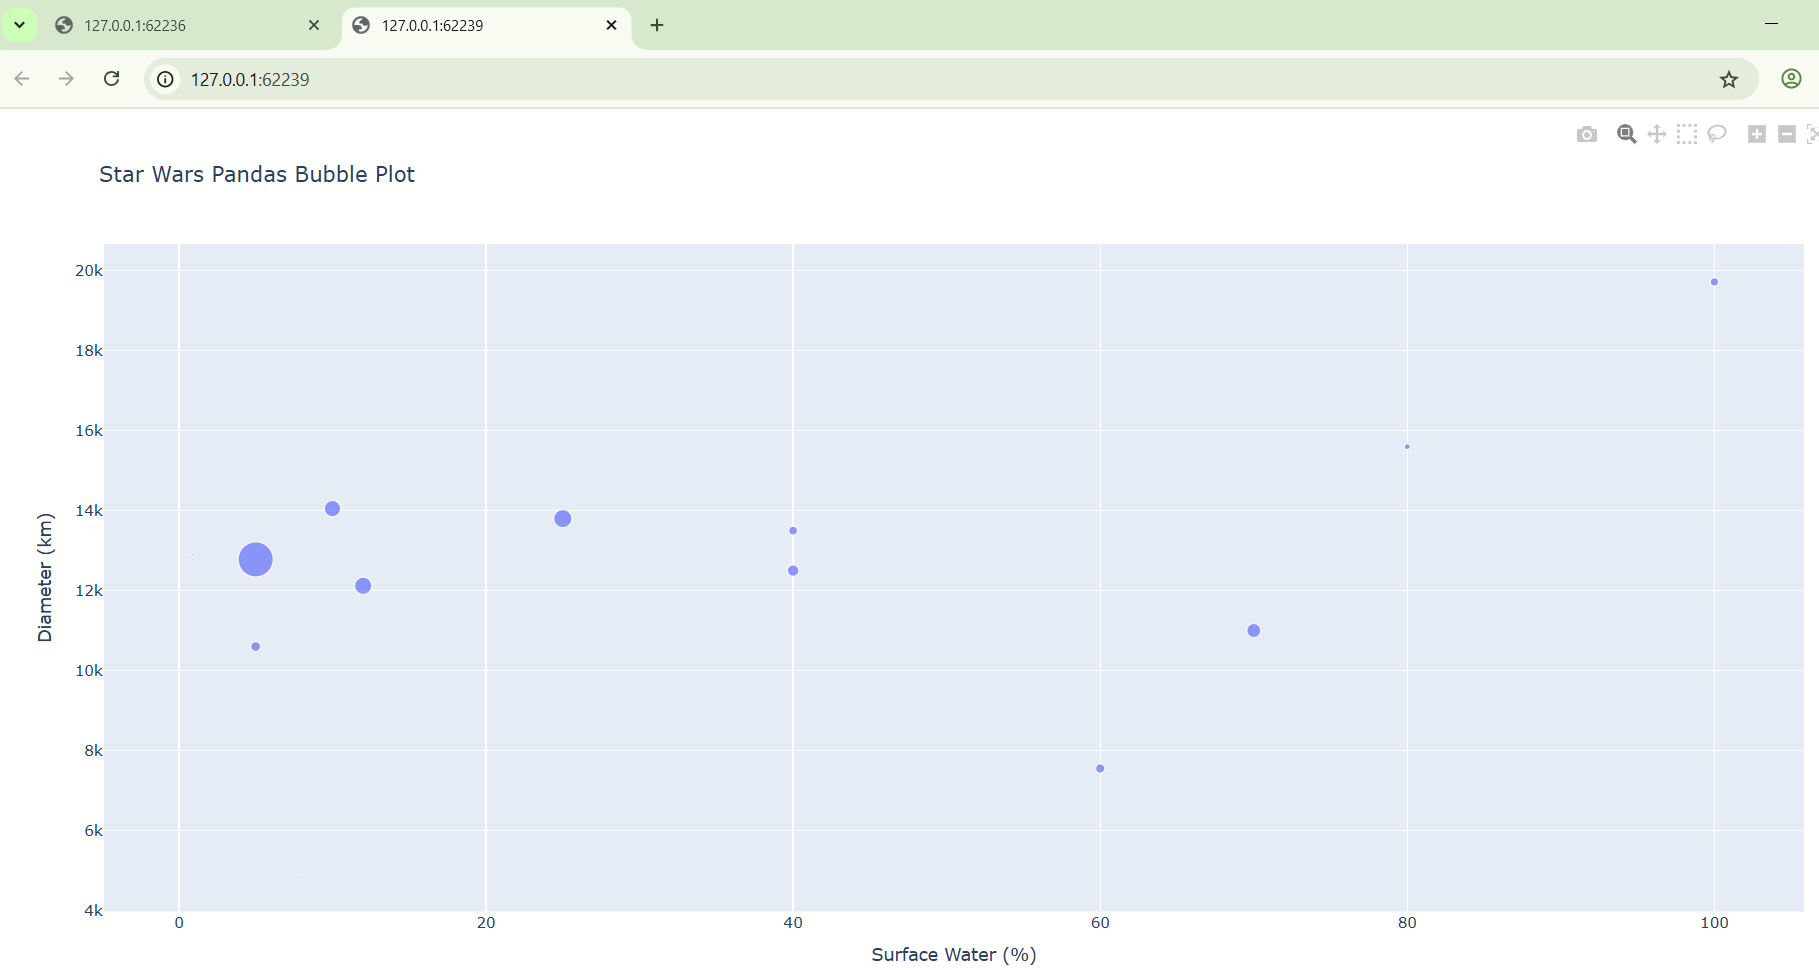 127.0.0.1:62236
127.0.0.1:62239
127.0.0.1:62239
Star Wars Pandas Bubble Plot
20k
18k
16k
14k
12k
10k
8k
6k
4k
Diameter (km)
0 20 40 60 80 100
Surface Water (%)